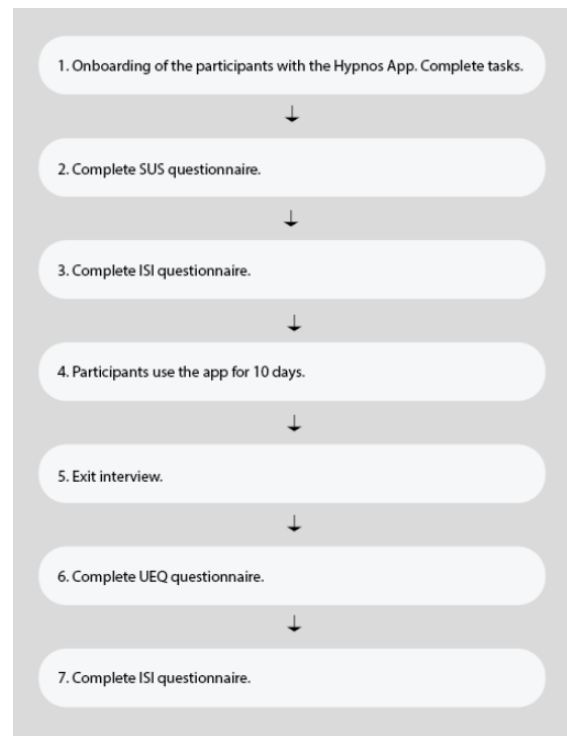 1. Onboarding of the participants with the Hypnos App. Complete tasks.
2. Complete SUS questionnaire.
3. Complete ISI questionnaire.
4. Participants use the app for 10 days.
5. Exit interview.
6. Complete UEQ questionnaire.
7. Complete ISI questionnaire.